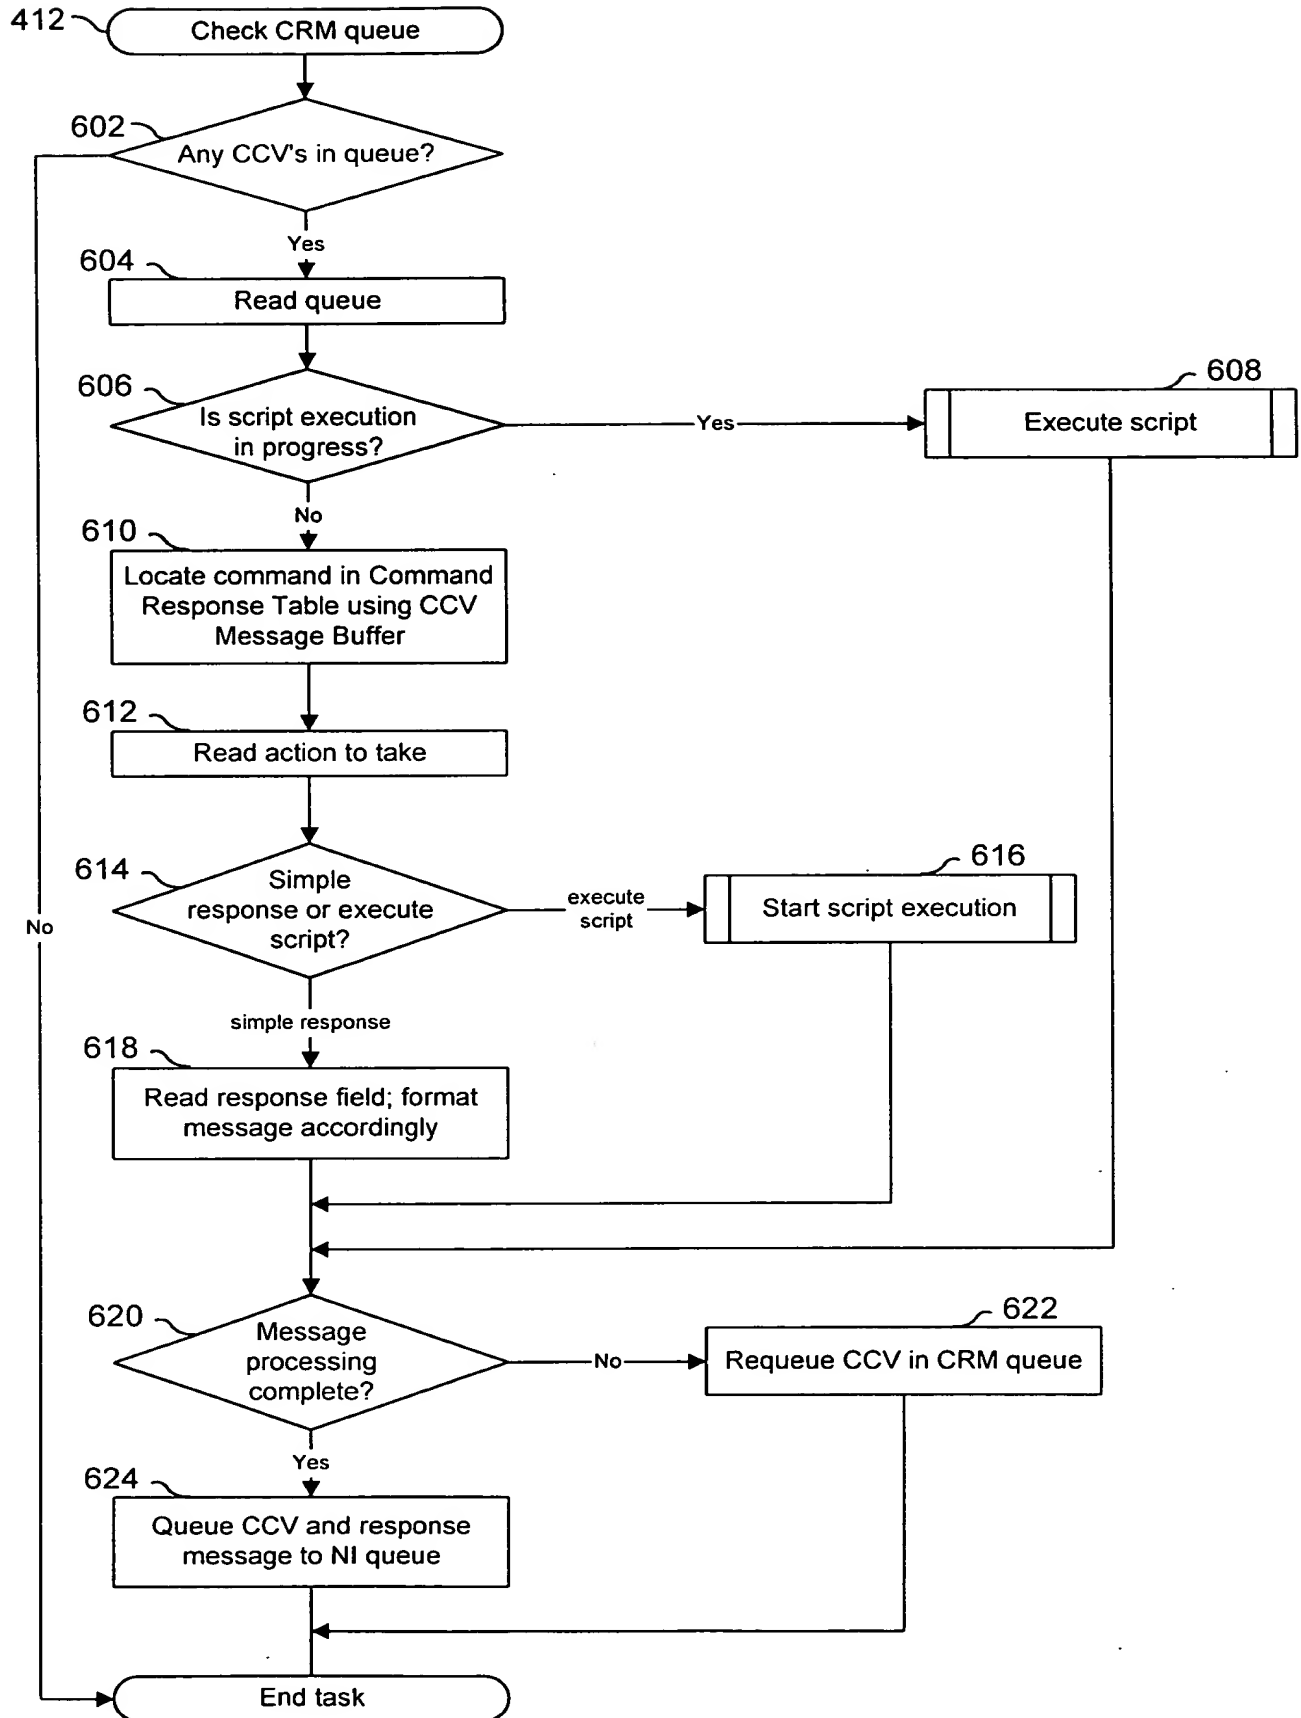 412
Check CRM queue
602
Any CCV's in queue?
Yes
604
Read queue
606
Is script execution
in progress?
Yes
608
Execute script
No
610
Locate command in Command
Response Table using CCV
Message Buffer
612
Read action to take
614
Simple
response or execute
script?
execute
script
616
Start script execution
No
simple response
618
Read response field; format
message accordingly
620
Message
processing
complete?
No
622
Requeue CCV in CRM queue
Yes
624
Queue CCV and response
message to NI queue
End task